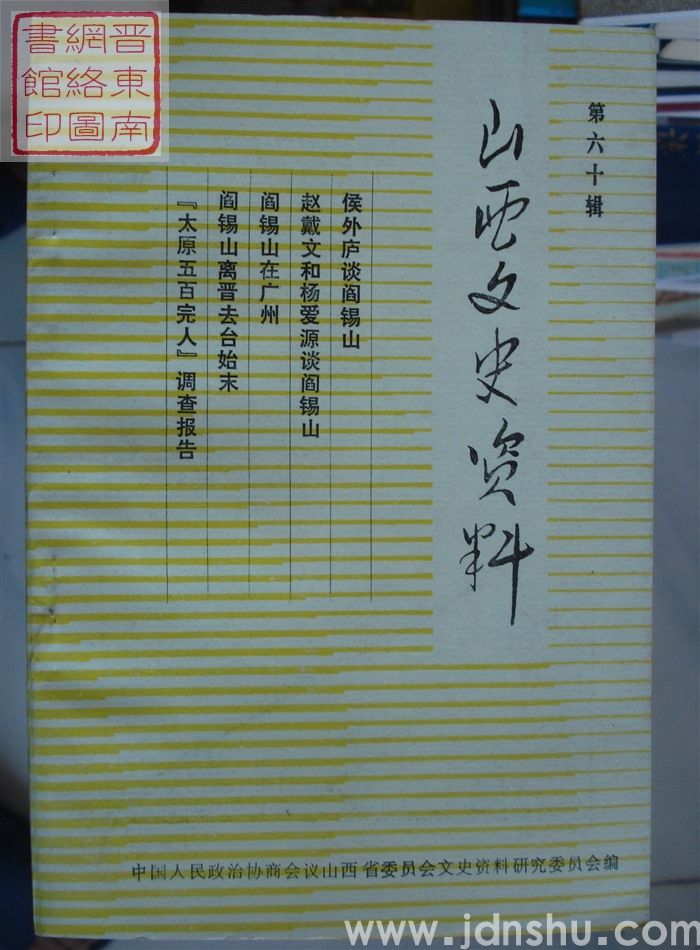 晋东南
網絡圖
書館印
第六十辑
山西文史资料
侯外庐谈阎锡山
赵戴文和杨爱源谈阎锡山
阎锡山在广州
阎锡山离晋去台始末
『太原五百完人』调查报告
中国人民政治协商会议山西省委员会文史资料研究委员会编
www.jdnshu.com